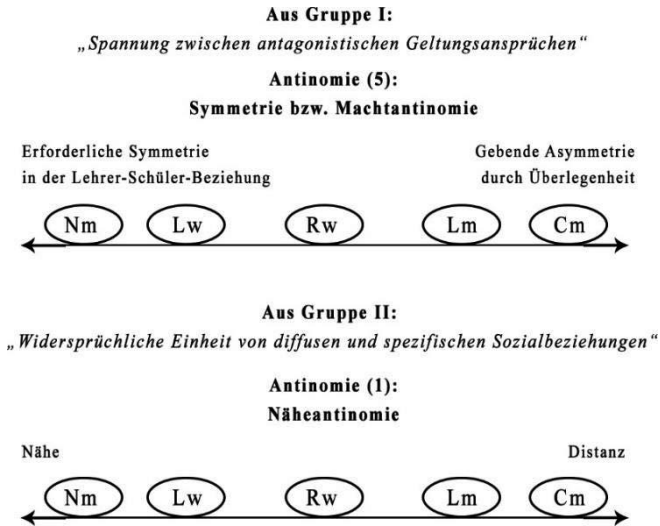 Aus Gruppe I:
„Spannung zwischen antagonistischen Geltungsansprüchen“
Antinomie (5):
Symmetrie bzw. Machtantinomie
Erforderliche Symmetrie
in der Lehrer-Schüler-Beziehung
Gebende Asymmetrie
durch Überlegenheit
Nm Lw Rw Lm Cm
Aus Gruppe II:
„Widersprüchliche Einheit von diffusen und spezifischen Sozialbeziehungen“
Antinomie (1):
Näheantinomie
Nähe Distanz
Nm Lw Rw Lm Cm